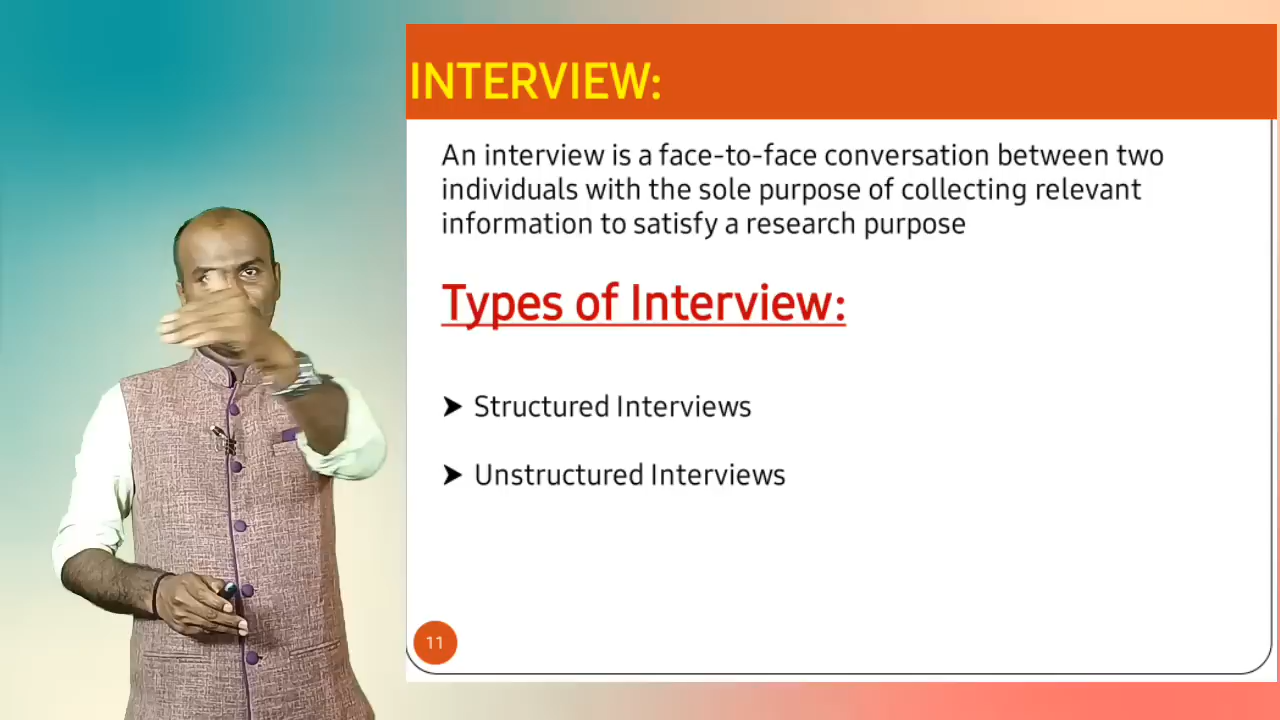 INTERVIEW:
An interview is a face-to-face conversation between two
individuals with the sole purpose of collecting relevant
information to satisfy a research purpose
Types of Interview:
➤ Structured Interviews
➤ Unstructured Interviews
11